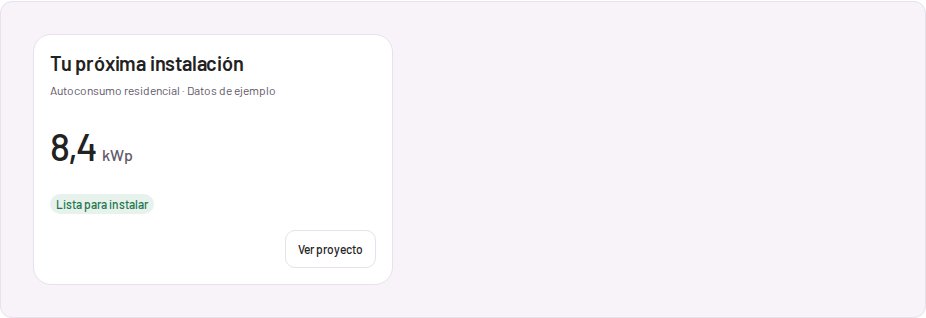 Tu próxima instalación
Autoconsumo residencial · Datos de ejemplo
8,4 kWp
Lista para instalar
Ver proyecto